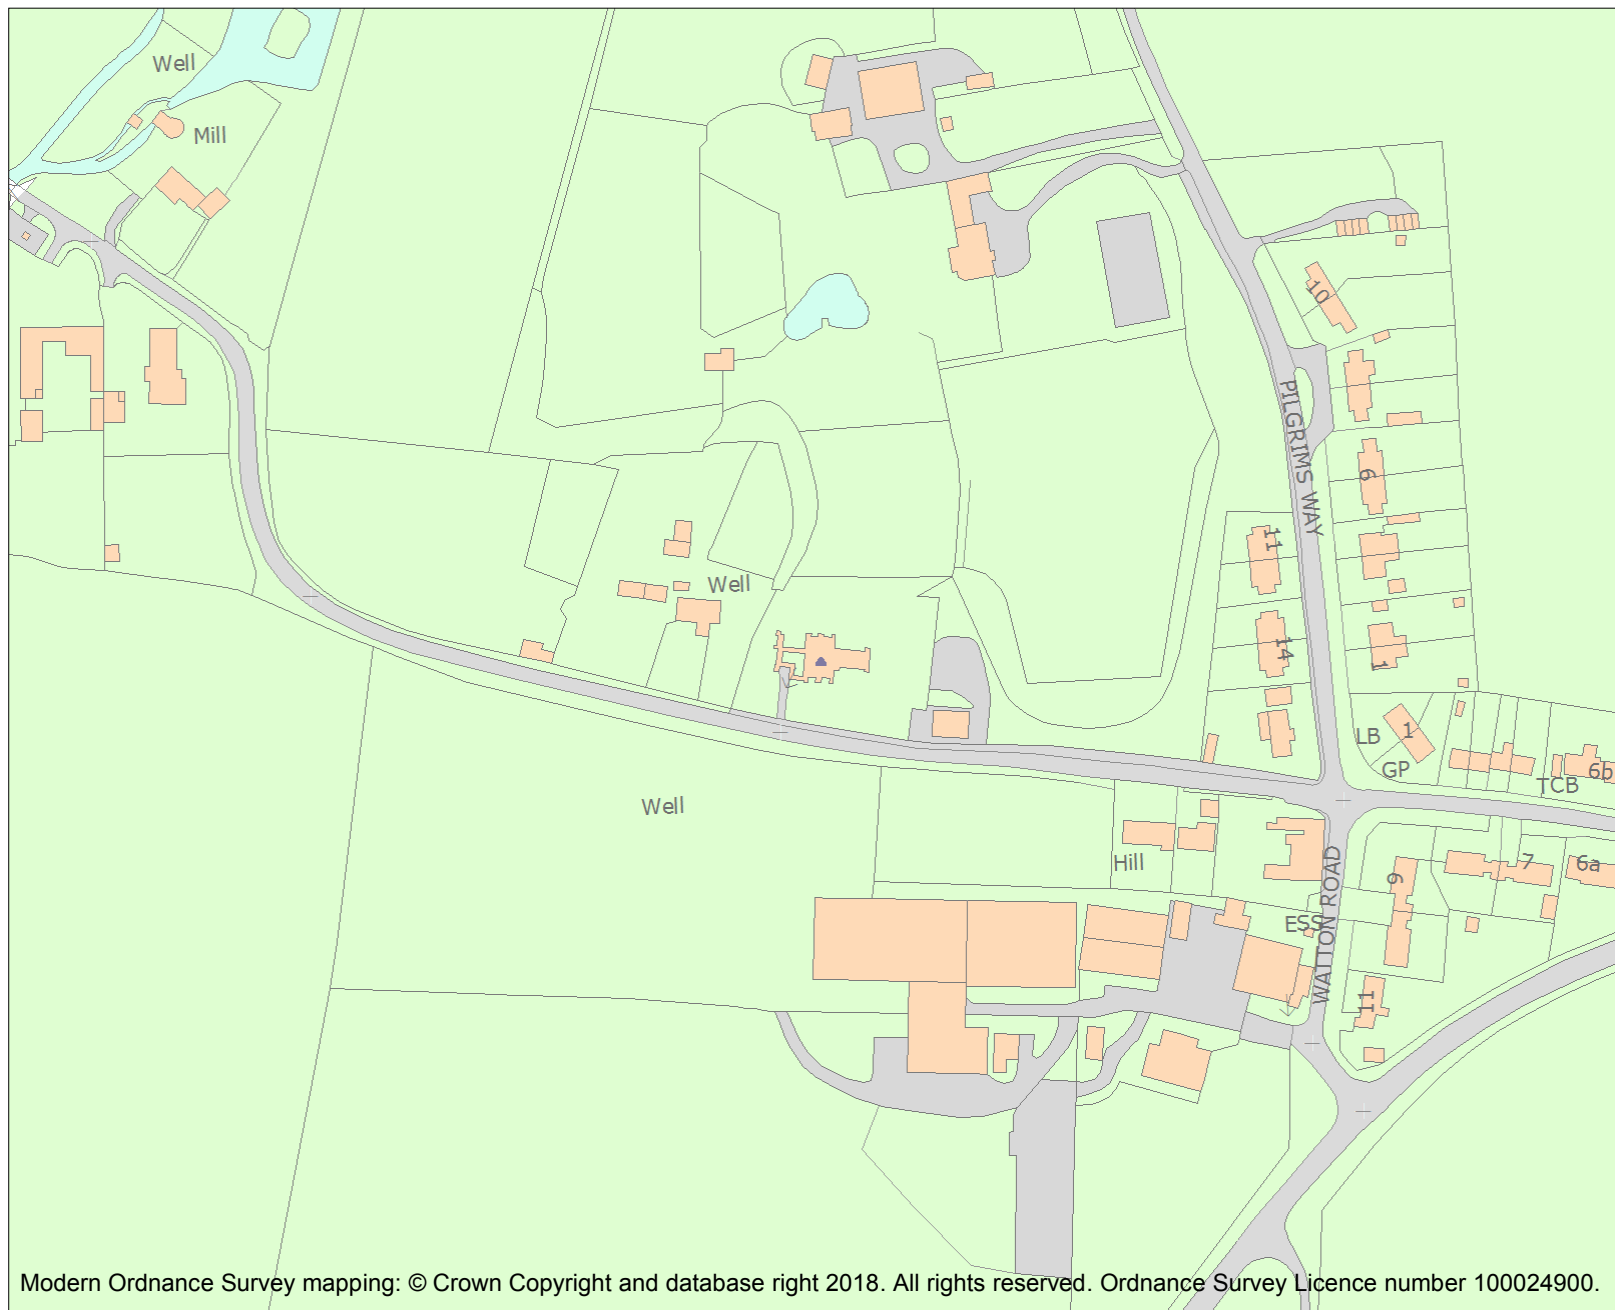 Well
Mill
10
PILGRIMS WAY
6
11
Well
14
1
LB
1
GP
6b
TCB
Well
Hill
7
6a
9
ESS
WATTON ROAD
11
Modern Ordnance Survey mapping: © Crown Copyright and database right 2018. All rights reserved. Ordnance Survey Licence number 100024900.